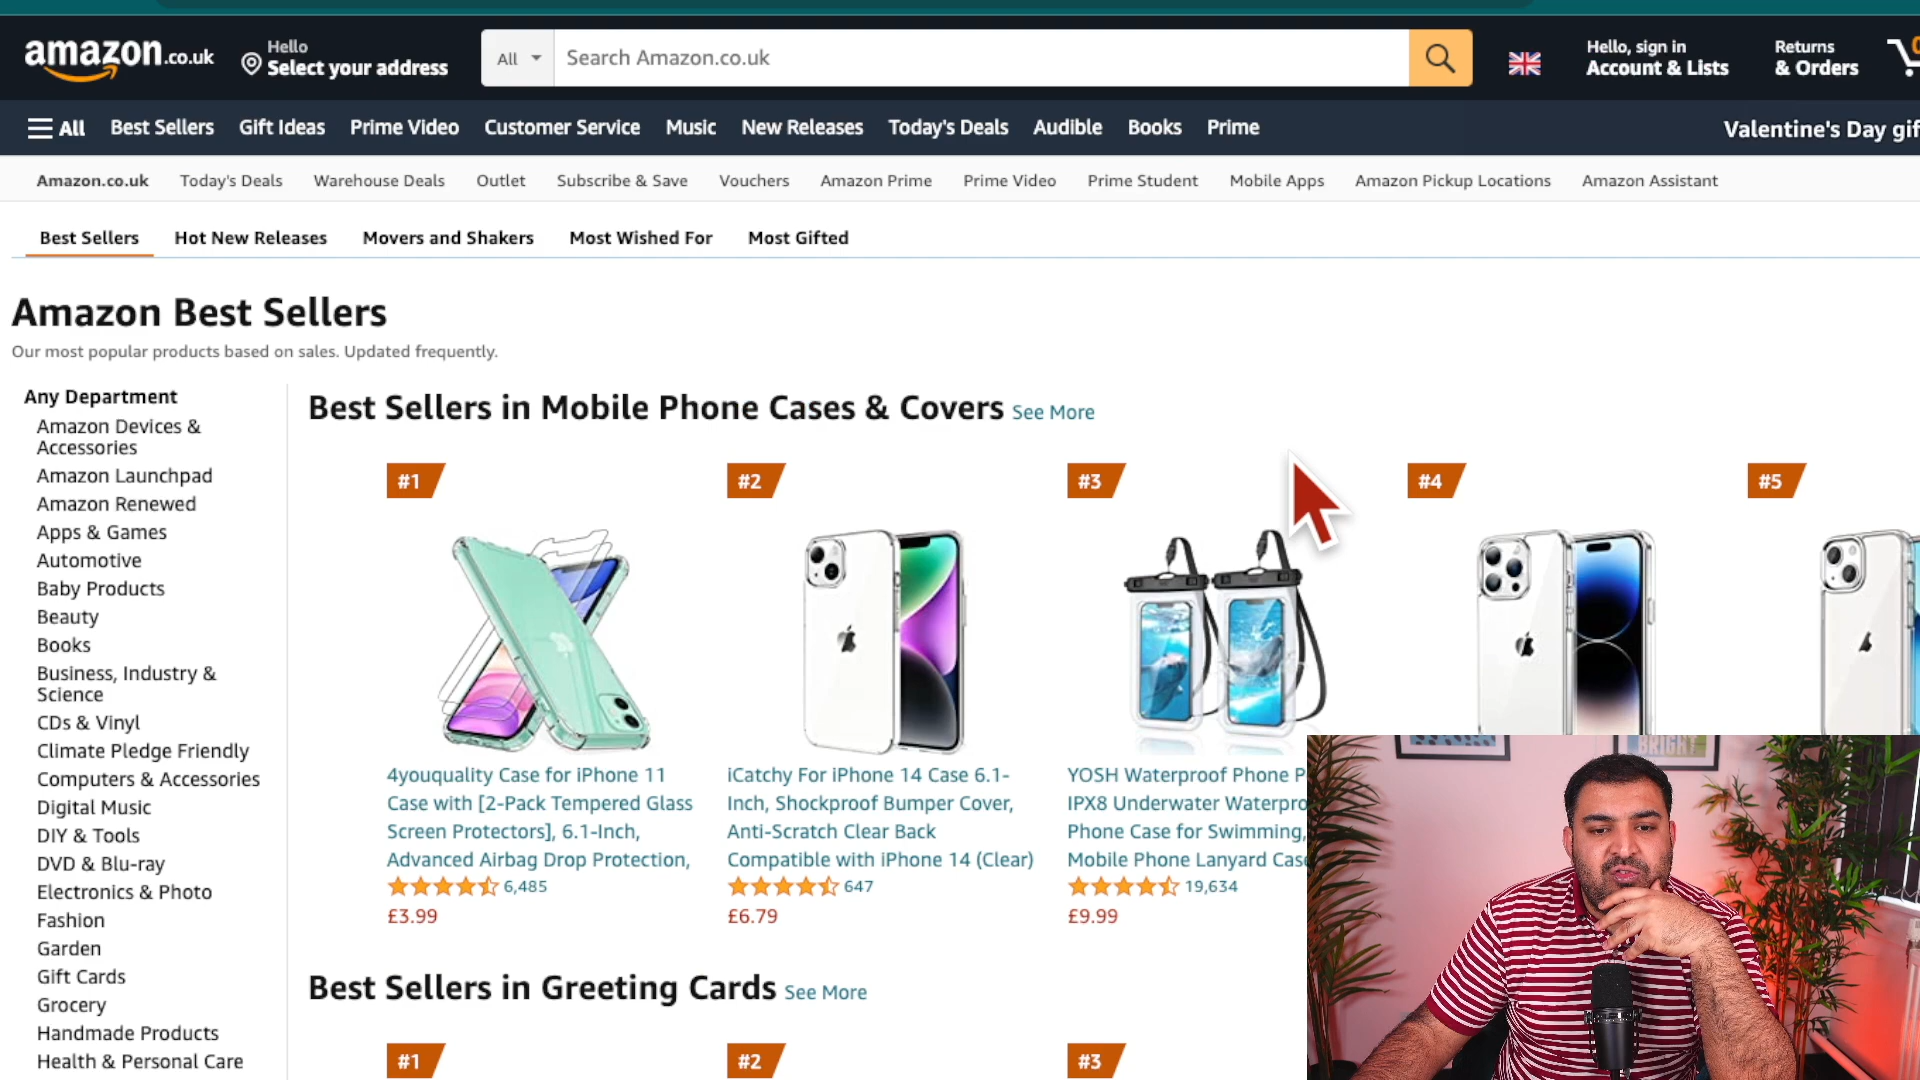 amazon.co.uk
Hello
Select your address
All
Search Amazon.co.uk
Hello, sign in
Account & Lists
Returns
& Orders
All
Best Sellers
Gift Ideas
Prime Video
Customer Service
Music
New Releases
Today's Deals
Audible
Books
Prime
Valentine's Day gif
Amazon.co.uk
Today's Deals
Warehouse Deals
Outlet
Subscribe & Save
Vouchers
Amazon Prime
Prime Video
Prime Student
Mobile Apps
Amazon Pickup Locations
Amazon Assistant
Best Sellers
Hot New Releases
Movers and Shakers
Most Wished For
Most Gifted
Amazon Best Sellers
Our most popular products based on sales. Updated frequently.
Any Department
Amazon Devices &
Accessories
Amazon Launchpad
Amazon Renewed
Apps & Games
Automotive
Baby Products
Beauty
Books
Business, Industry &
Science
CDs & Vinyl
Climate Pledge Friendly
Computers & Accessories
Digital Music
DIY & Tools
DVD & Blu-ray
Electronics & Photo
Fashion
Garden
Gift Cards
Grocery
Handmade Products
Health & Personal Care
Best Sellers in Mobile Phone Cases & Covers See More
#1
4youquality Case for iPhone 11
Case with [2-Pack Tempered Glass
Screen Protectors], 6.1-Inch,
Advanced Airbag Drop Protection,
6,485
£3.99
#2
iCatchy For iPhone 14 Case 6.1-
Inch, Shockproof Bumper Cover,
Anti-Scratch Clear Back
Compatible with iPhone 14 (Clear)
647
£6.79
#3
YOSH Waterproof Phone P
IPX8 Underwater Waterpro
Phone Case for Swimming,
Mobile Phone Lanyard Case
19,634
£9.99
#4
#5
BRIGHT
Best Sellers in Greeting Cards See More
#1
#2
#3